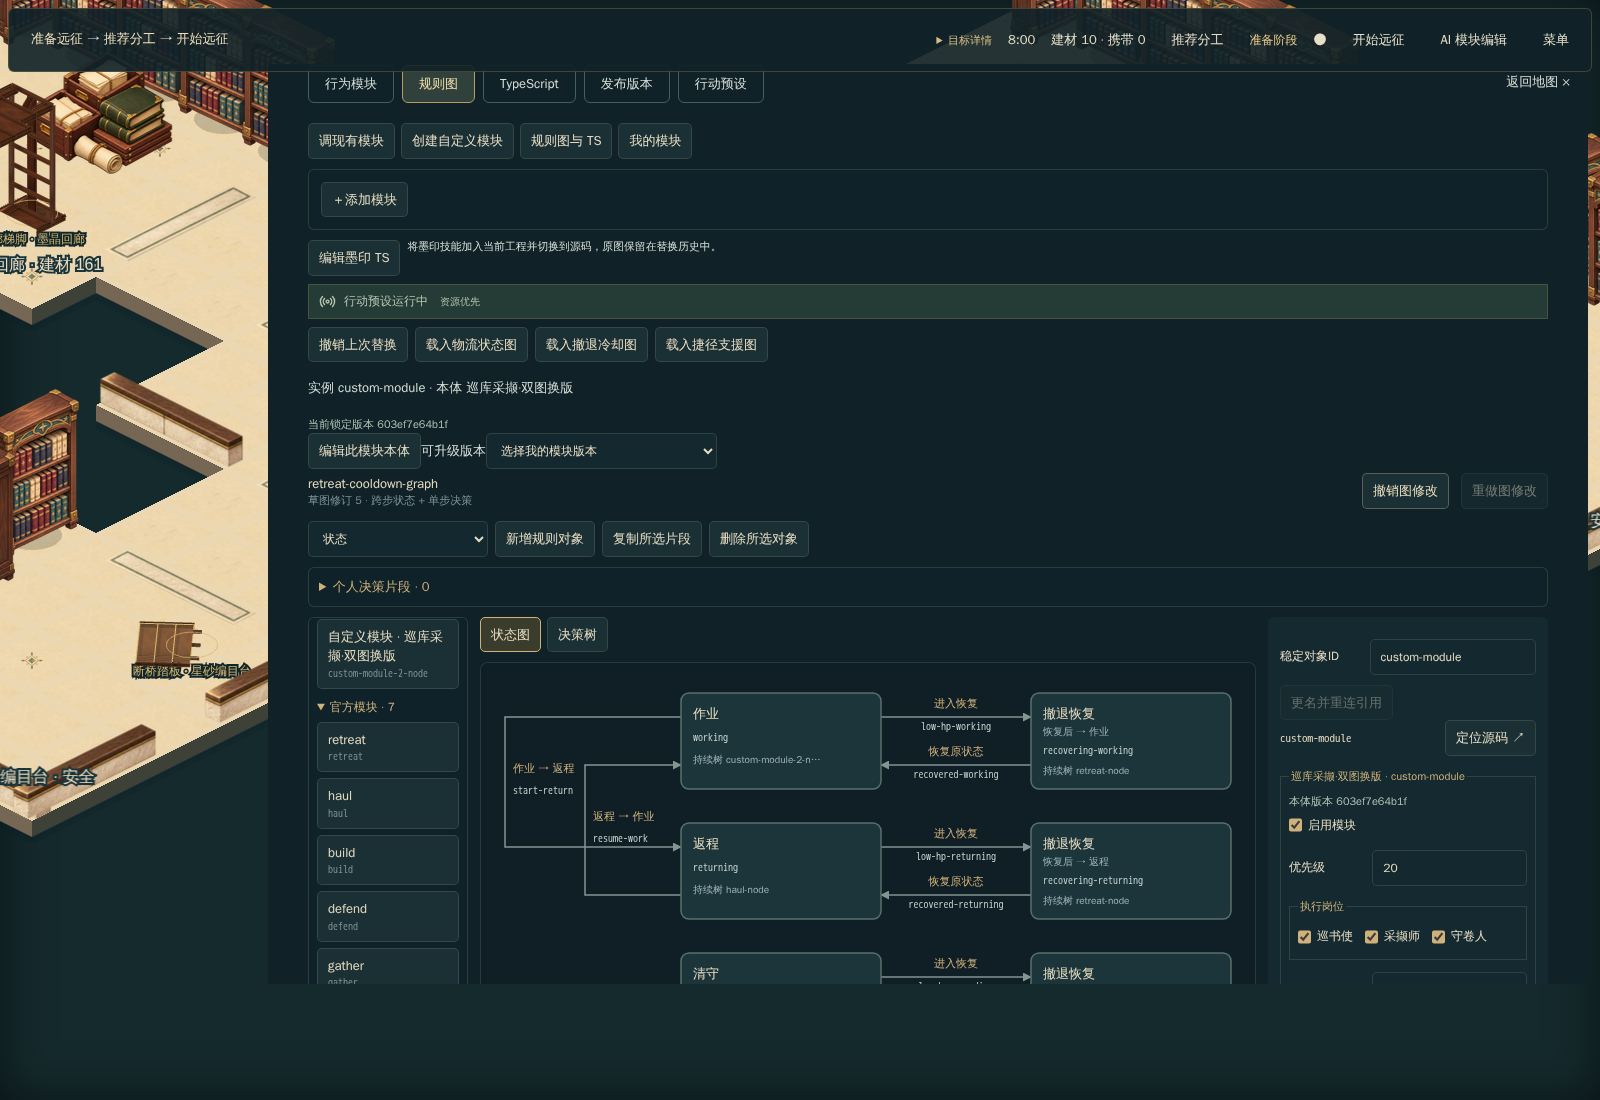 准备远征 → 推荐分工 → 开始远征
▶ 目标详情 8:00 建材 10 · 携带 0 推荐分工 准备阶段 开始远征 AI 模块编辑 菜单
行为模块 规则图 TypeScript 发布版本 行动预设
返回地图 ×
调现有模块 创建自定义模块 规则图与 TS 我的模块
+ 添加模块
编辑墨印 TS 将墨印技能加入当前工程并切换到源码，原图保留在替换历史中。
行动预设运行中 资源优先
撤销上次替换 载入物流状态图 载入撤退冷却图 载入捷径支援图
实例 custom-module · 本体 巡库采撷·双图换版
当前锁定版本 603ef7e64b1f
编辑此模块本体 可升级版本 选择我的模块版本
retreat-cooldown-graph
草图修订 5 · 跨步状态 + 单步决策
撤销图修改 重做图修改
状态 新增规则对象 复制所选片段 删除所选对象
▶ 个人决策片段 · 0
自定义模块 · 巡库采
撷·双图换版
custom-module-2-node
▼ 官方模块 · 7
retreat
retreat
haul
haul
build
build
defend
defend
gather
gather
状态图 决策树
作业
working
持续树 custom-module-2-n…
进入恢复
low-hp-working
恢复原状态
recovered-working
撤退恢复
恢复后 → 作业
recovering-working
持续树 retreat-node
作业 → 返程
start-return
返程 → 作业
resume-work
返程
returning
持续树 haul-node
进入恢复
low-hp-returning
恢复原状态
recovered-returning
撤退恢复
恢复后 → 返程
recovering-returning
持续树 retreat-node
清守
进入恢复
撤退恢复
稳定对象ID custom-module
更名并重连引用
custom-module 定位源码 ↗
巡库采撷·双图换版 · custom-module
本体版本 603ef7e64b1f
启用模块
优先级 20
执行岗位
巡书使 采撷师 守卷人
梯脚 · 墨晶回廊
回廊 · 建材 161
断桥踏板 · 星砂编目台
编目台 · 安全
安